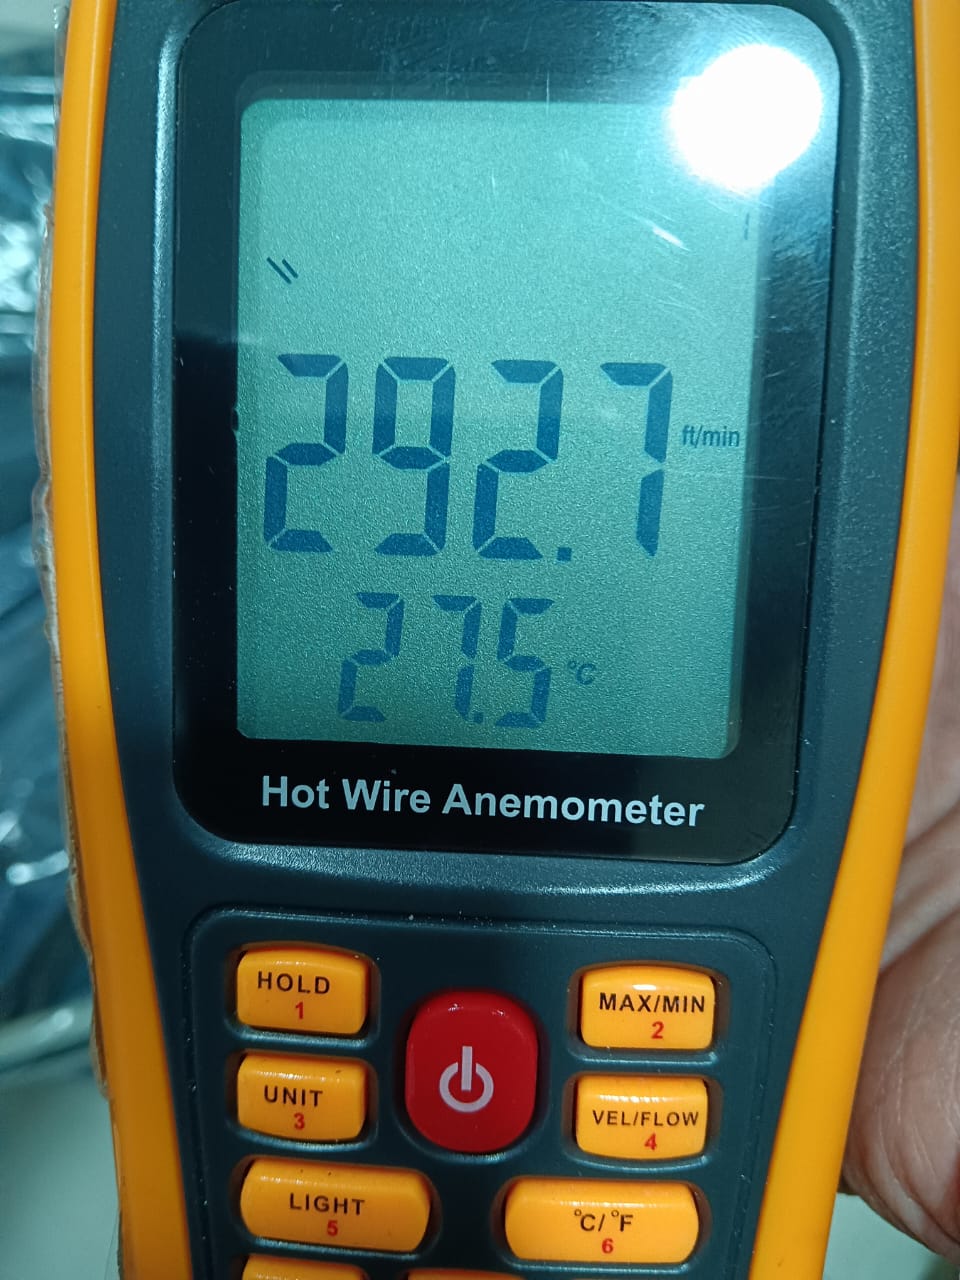 292.7 ft/min
27.5 °C
Hot Wire Anemometer
HOLD
1
MAX/MIN
2
UNIT
3
VEL/FLOW
4
LIGHT
5
°C/°F
6